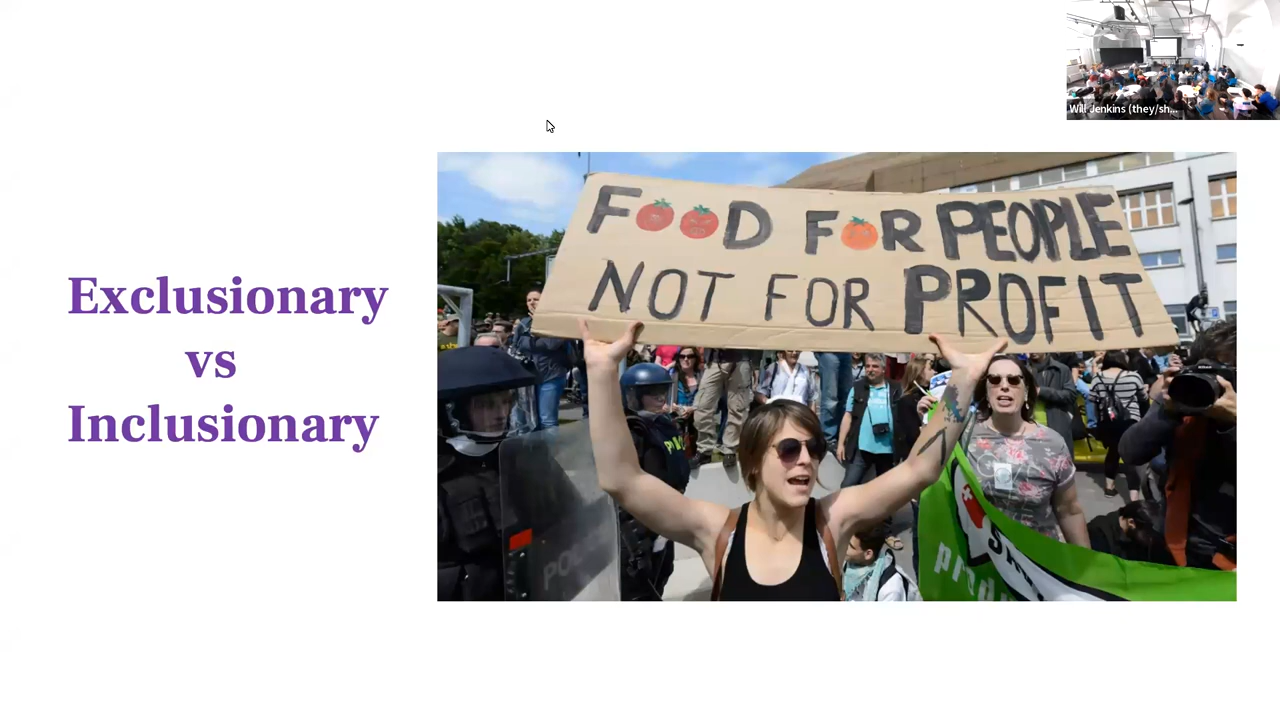 Will Jenkins (they/sh...
Exclusionary
vs
Inclusionary
FOOD FOR PEOPLE
NOT FOR PROFIT